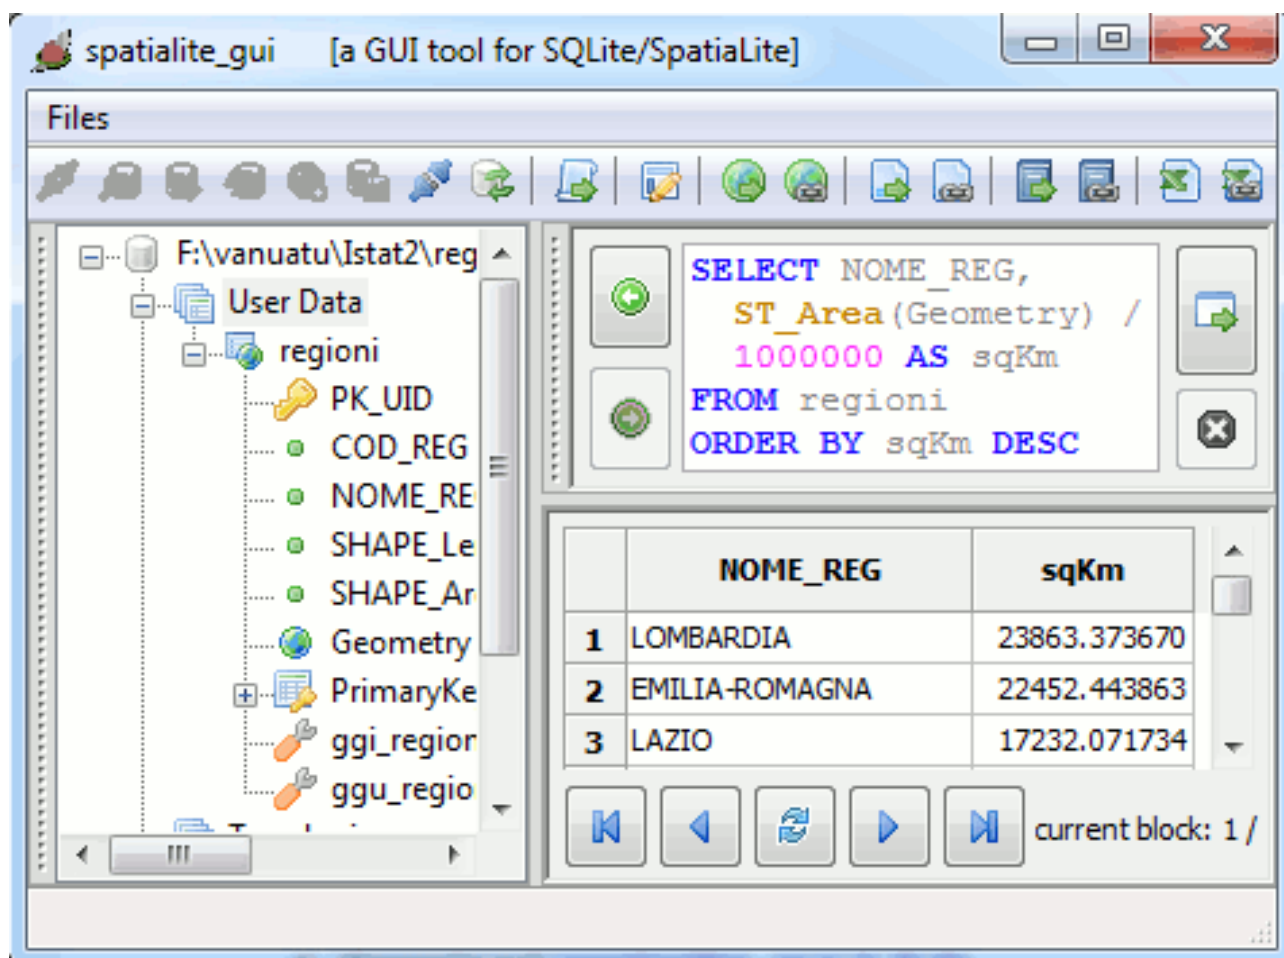 spatialite_gui [a GUI tool for SQLite/SpatiaLite]
Files
F:\vanuatu\Istat2\reg
User Data
regioni
PK_UID
COD_REG
NOME_RE
SHAPE_Le
SHAPE_Ar
Geometry
PrimaryKe
ggi_region
ggu_regio
SELECT NOME_REG,
ST_Area(Geometry) /
1000000 AS sqKm
FROM regioni
ORDER BY sqKm DESC
NOME_REG sqKm
1 LOMBARDIA 23863.373670
2 EMILIA-ROMAGNA 22452.443863
3 LAZIO 17232.071734
current block: 1 /